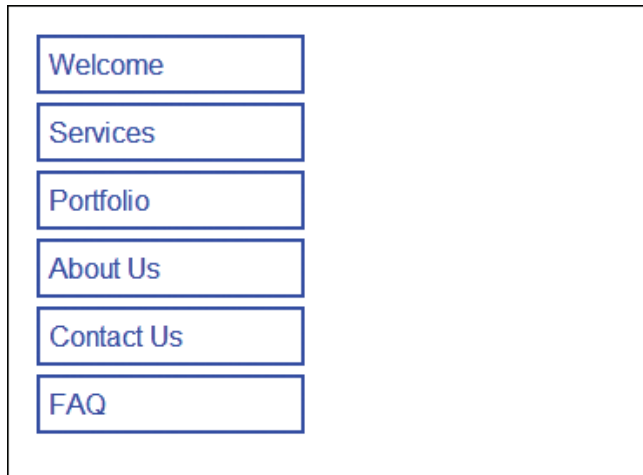 Welcome
Services
Portfolio
About Us
Contact Us
FAQ